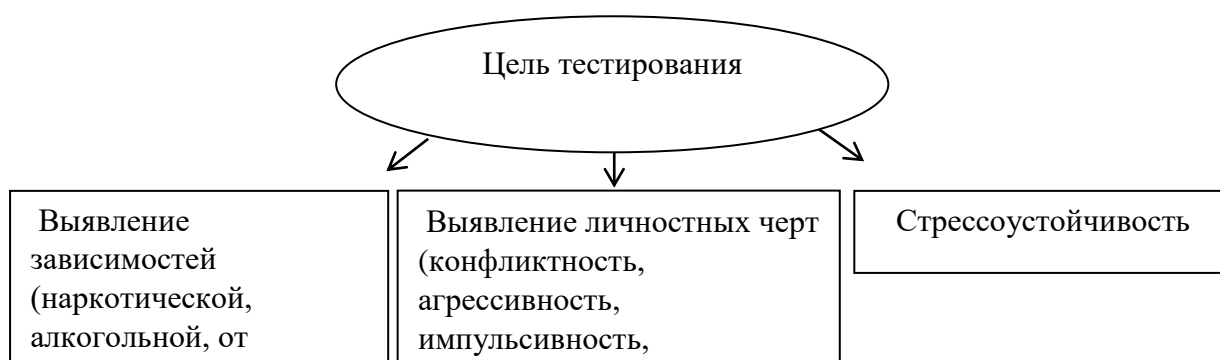 Цель тестирования
Выявление
зависимостей
(наркотической,
алкогольной, от
Выявление личностных черт
(конфликтность,
агрессивность,
импульсивность,
Стрессоустойчивость